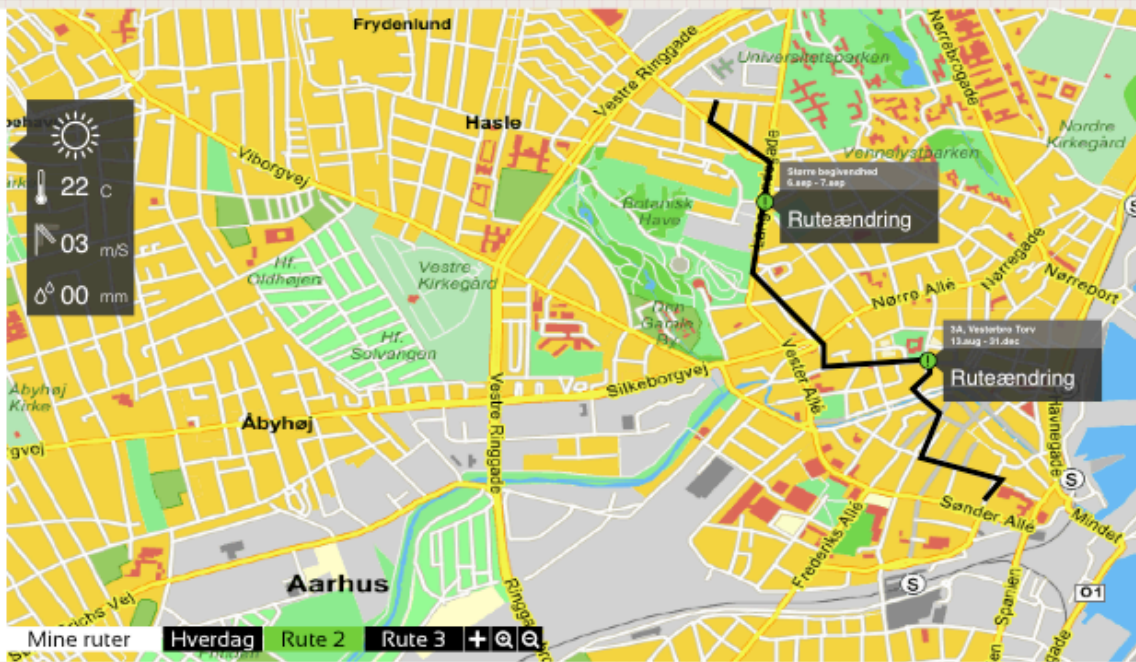 Frydenlund
Vestre Ringgade
Universitetsparken
Nørrebrogade
Hasle
Nordre
Kirkegård
Vennelystparken
Viborgvej
22 C
03 m/S
00 mm
Større begivendhed
6.sep - 7.sep
Ruteændring
Botanisk
Have
Hf.
Oldhøjen
Vestre
Kirkegård
Nørregade
Nørreport
Nørre Allé
Den
Gamle
By
Hf.
Solvangen
3A, Vesterbro Torv
13.aug - 31.dec
Ruteændring
Vester Allé
Silkeborgvej
Åbyhøj
Kirke
Åbyhøj
Vestre Ringgade
Havnegade
S
S
Sønder Allé
Mindet
Frederiks Allé
Aarhus
S
Spanien
O1
Mine ruter Hverdag Rute 2 Rute 3 +